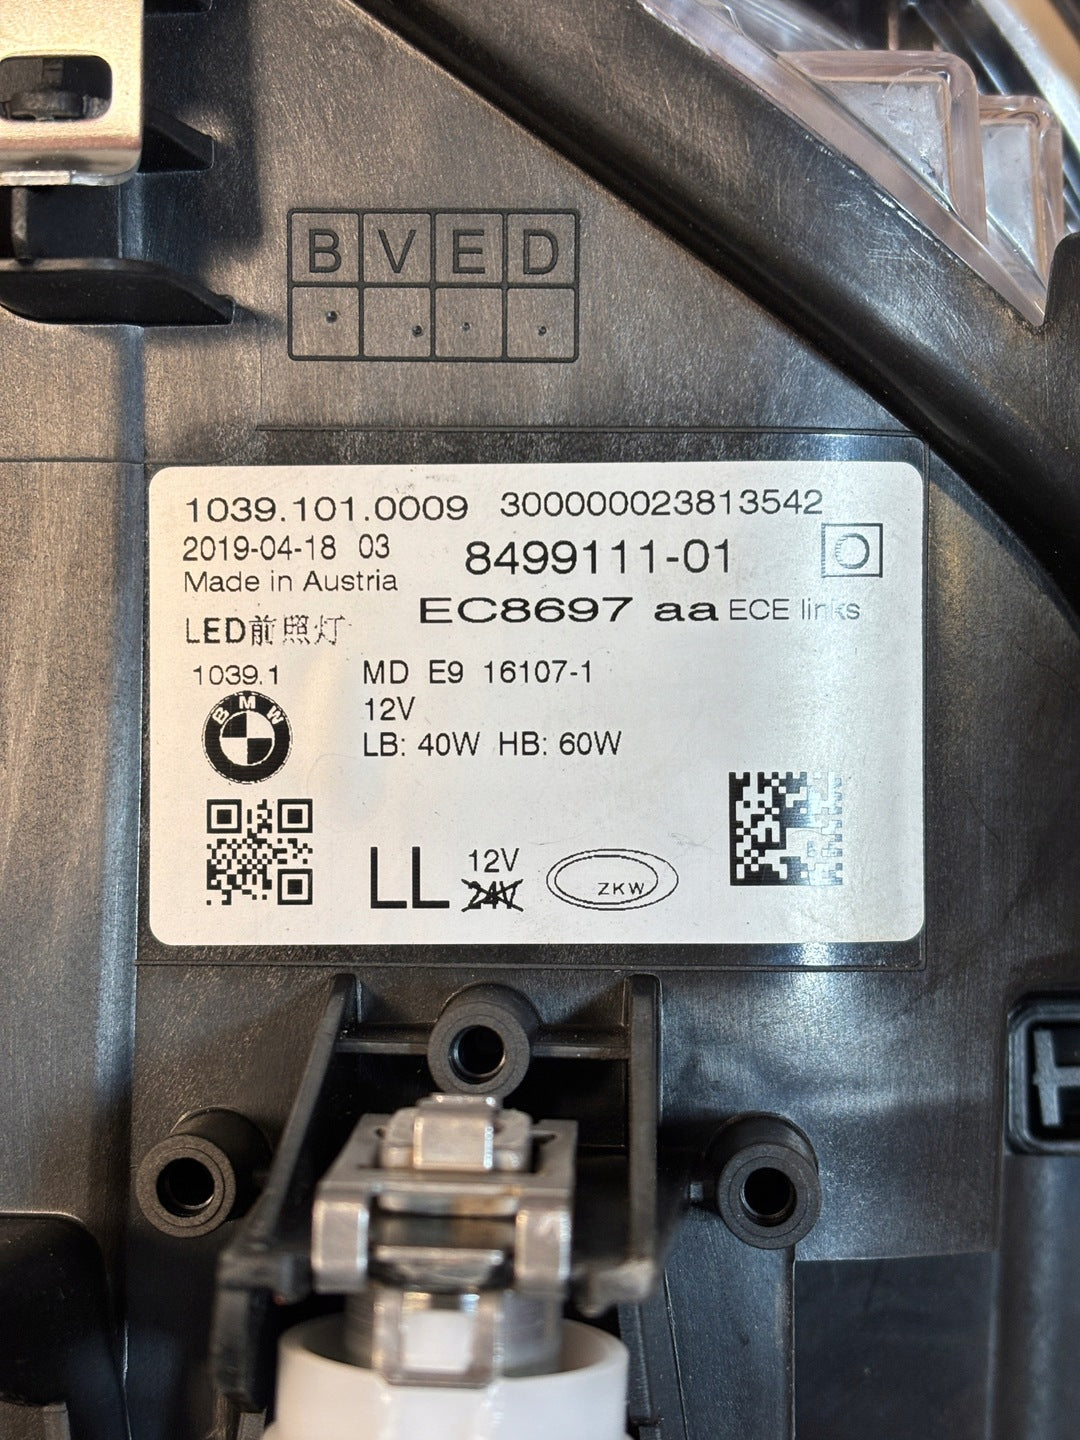 B V E D
1039.101.0009 300000023813542
2019-04-18 03 8499111-01
Made in Austria
EC8697 aa ECE links
LED前照灯
1039.1 MD E9 16107-1
12V
BMW
LB: 40W HB: 60W
LL 12V
24V
ZKW